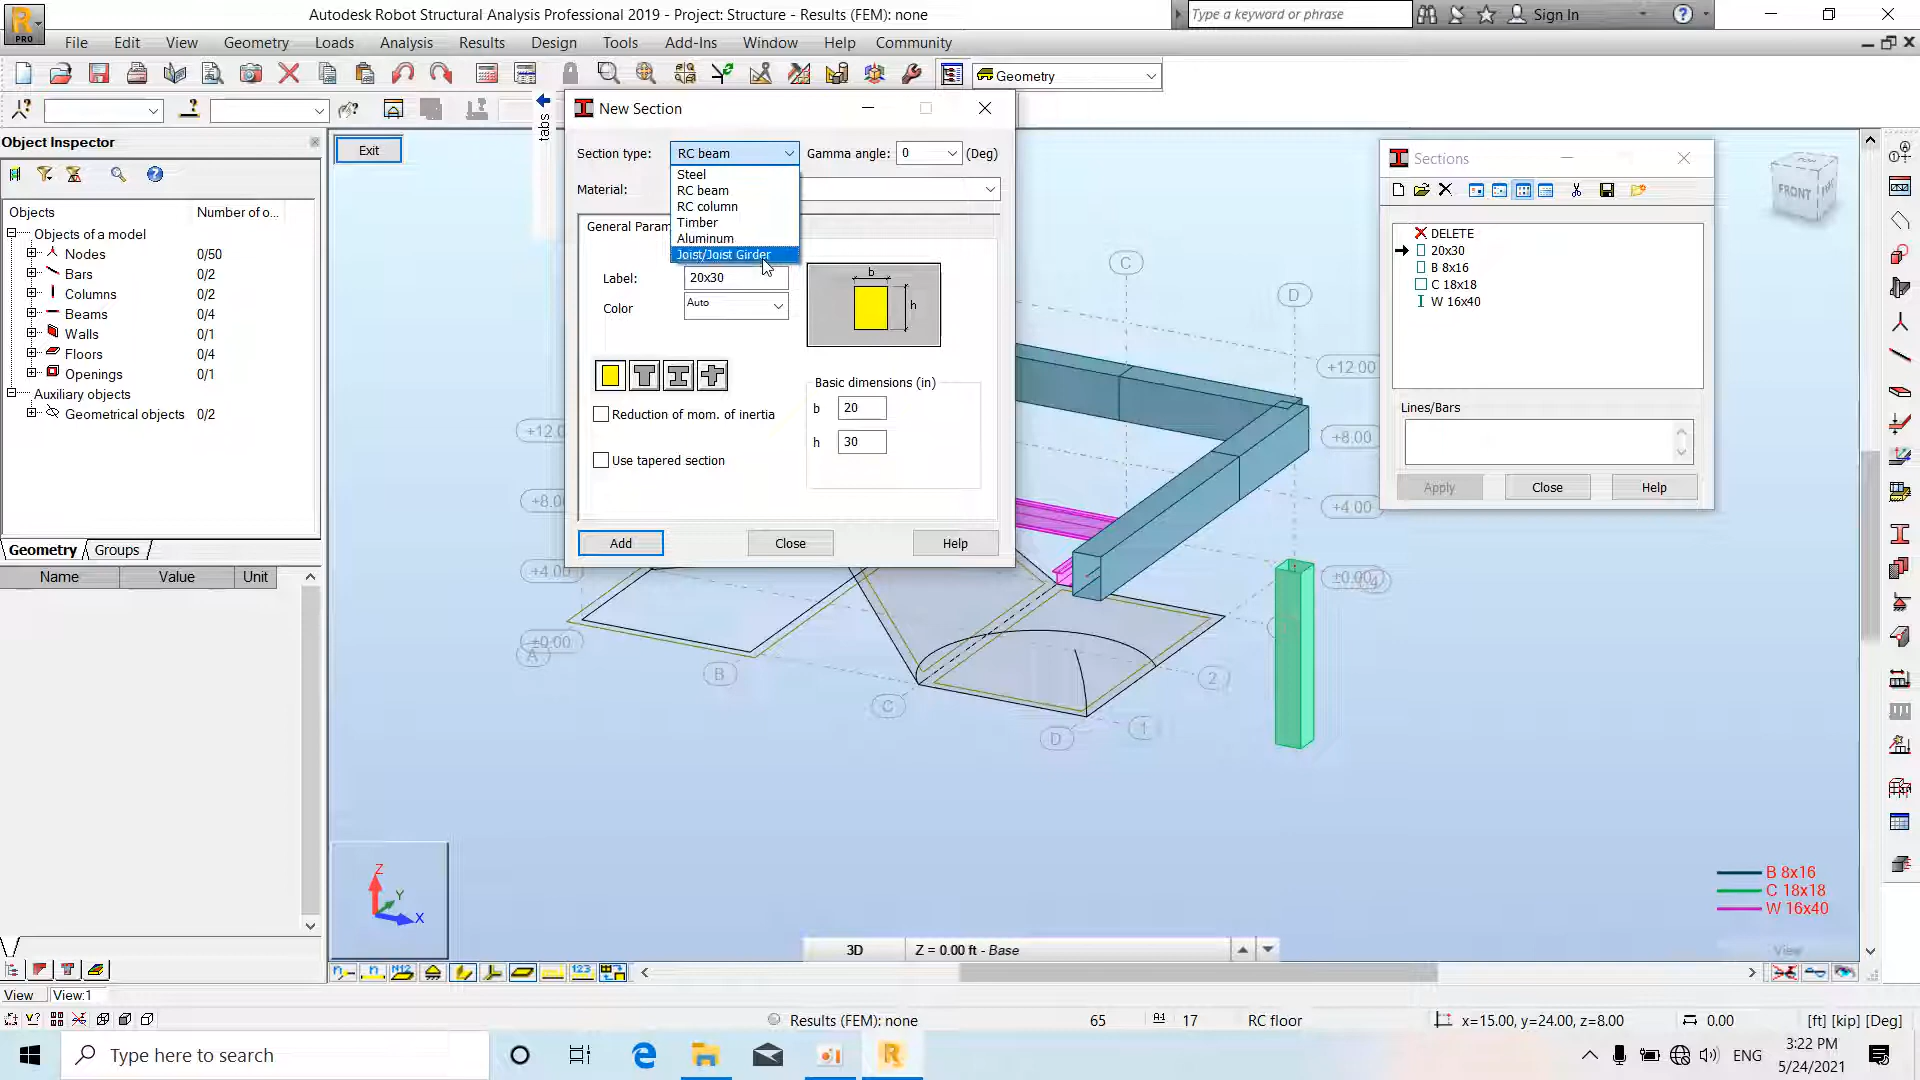 Autodesk Robot Structural Analysis Professional 2019 - Project: Structure - Results (FEM): none
Type a keyword or phrase
Sign In
PRO
File Edit View Geometry Loads Analysis Results Design Tools Add-Ins Window Help Community
Geometry
Object Inspector
Objects Number of o...
Objects of a model
Nodes 0/50
Bars 0/2
Columns 0/2
Beams 0/4
Walls 0/1
Floors 0/4
Openings 0/1
Auxiliary objects
Geometrical objects 0/2
Geometry Groups
Name Value Unit
Exit
tabs
New Section
Section type: RC beam Gamma angle: 0 (Deg)
Steel
RC beam
RC column
Timber
Aluminum
Joist/Joist Girder
Material:
General Param
Label: 20x30
Color Auto
b
h
Reduction of mom. of inertia
Use tapered section
Basic dimensions (in)
b 20
h 30
Add Close Help
Sections
DELETE
20x30
B 8x16
C 18x18
W 16x40
Lines/Bars
Apply Close Help
FRONT
C
D
+12.00
+8.00
+4.00
+12.0
+8.0
+4.00
+0.00
A
B
C
D
1
2
Z
Y
X
B 8x16
C 18x18
W 16x40
View
3D Z = 0.00 ft - Base
View View:1
Results (FEM): none 65 17 RC floor x=15.00, y=24.00, z=8.00 0.00 [ft] [kip] [Deg]
Type here to search
ENG
3:22 PM
5/24/2021